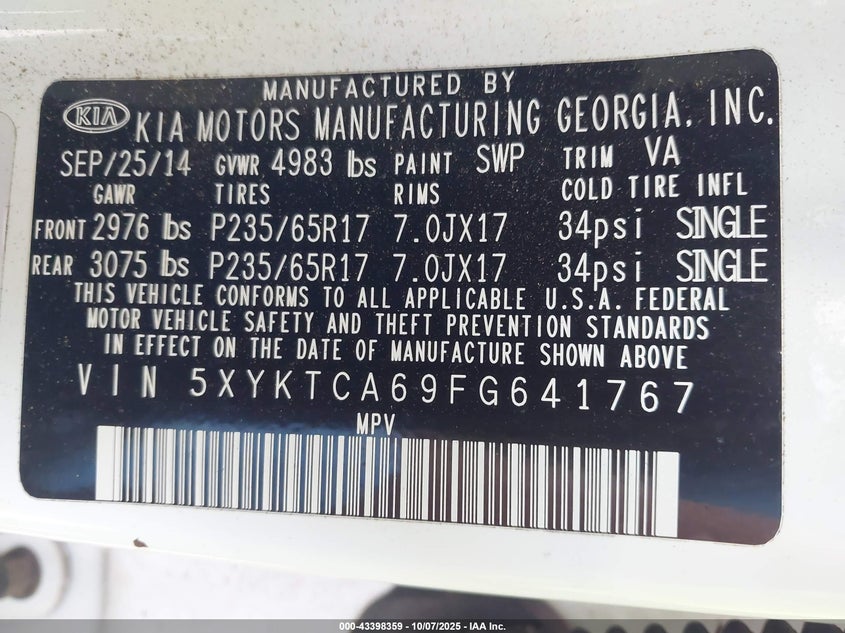 MANUFACTURED BY
KIA KIA MOTORS MANUFACTURING GEORGIA, INC.
SEP/25/14 GVWR 4983 lbs PAINT SWP TRIM VA
GAWR TIRES RIMS COLD TIRE INFL
FRONT 2976 lbs P235/65R17 7.0JX17 34psi SINGLE
REAR 3075 lbs P235/65R17 7.0JX17 34psi SINGLE
THIS VEHICLE CONFORMS TO ALL APPLICABLE U.S.A. FEDERAL
MOTOR VEHICLE SAFETY AND THEFT PREVENTION STANDARDS
IN EFFECT ON THE DATE OF MANUFACTURE SHOWN ABOVE
VIN 5XYKTCA69FG641767
MPV
000-43398359 | 10/07/2025 - IAA Inc.